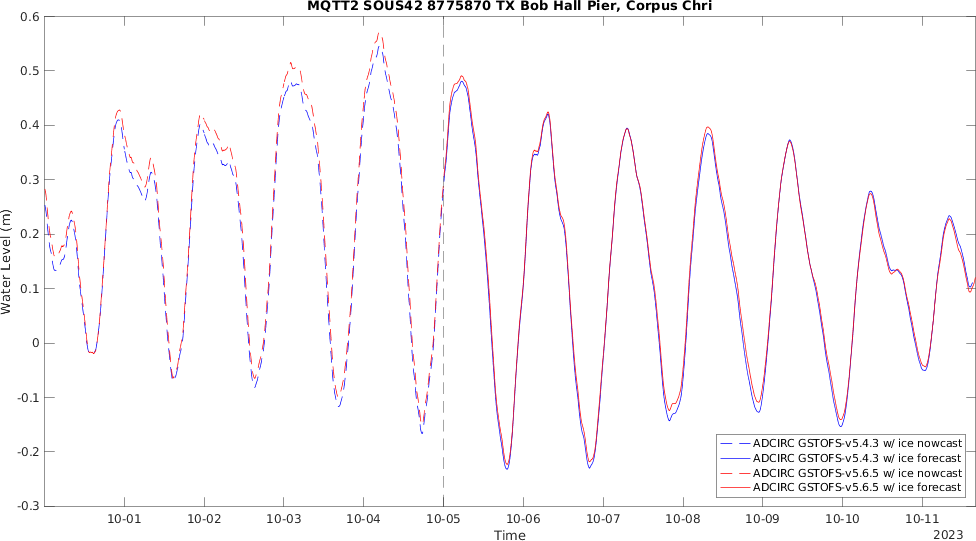 MQTT2 SOUS42 8775870 TX Bob Hall Pier, Corpus Chri
0.6
0.5
0.4
0.3
0.2
0.1
0
-0.1
-0.2
-0.3
Water Level (m)
ADCIRC GSTOFS-v5.4.3 w/ ice nowcast
ADCIRC GSTOFS-v5.4.3 w/ ice forecast
ADCIRC GSTOFS-v5.6.5 w/ ice nowcast
ADCIRC GSTOFS-v5.6.5 w/ ice forecast
10-01 10-02 10-03 10-04 10-05 10-06 10-07 10-08 10-09 10-10 10-11
Time
2023